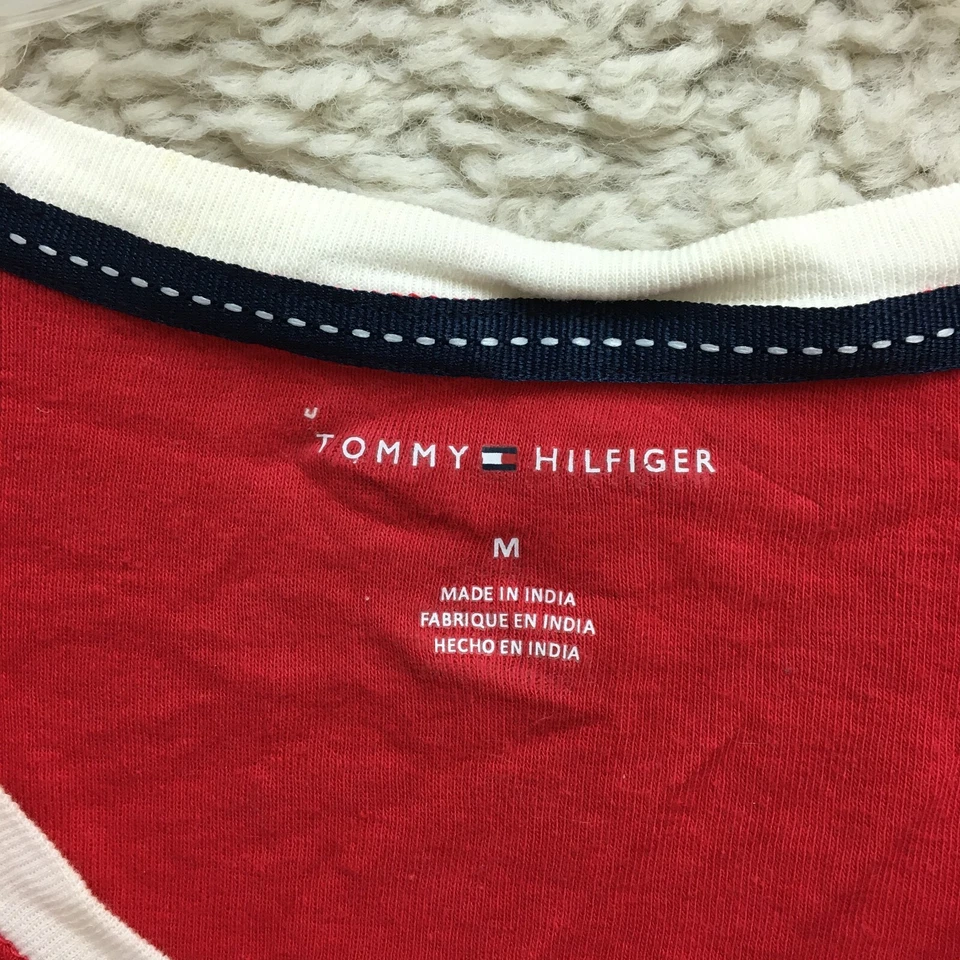 TOMMY HILFIGER
M
MADE IN INDIA
FABRIQUE EN INDIA
HECHO EN INDIA